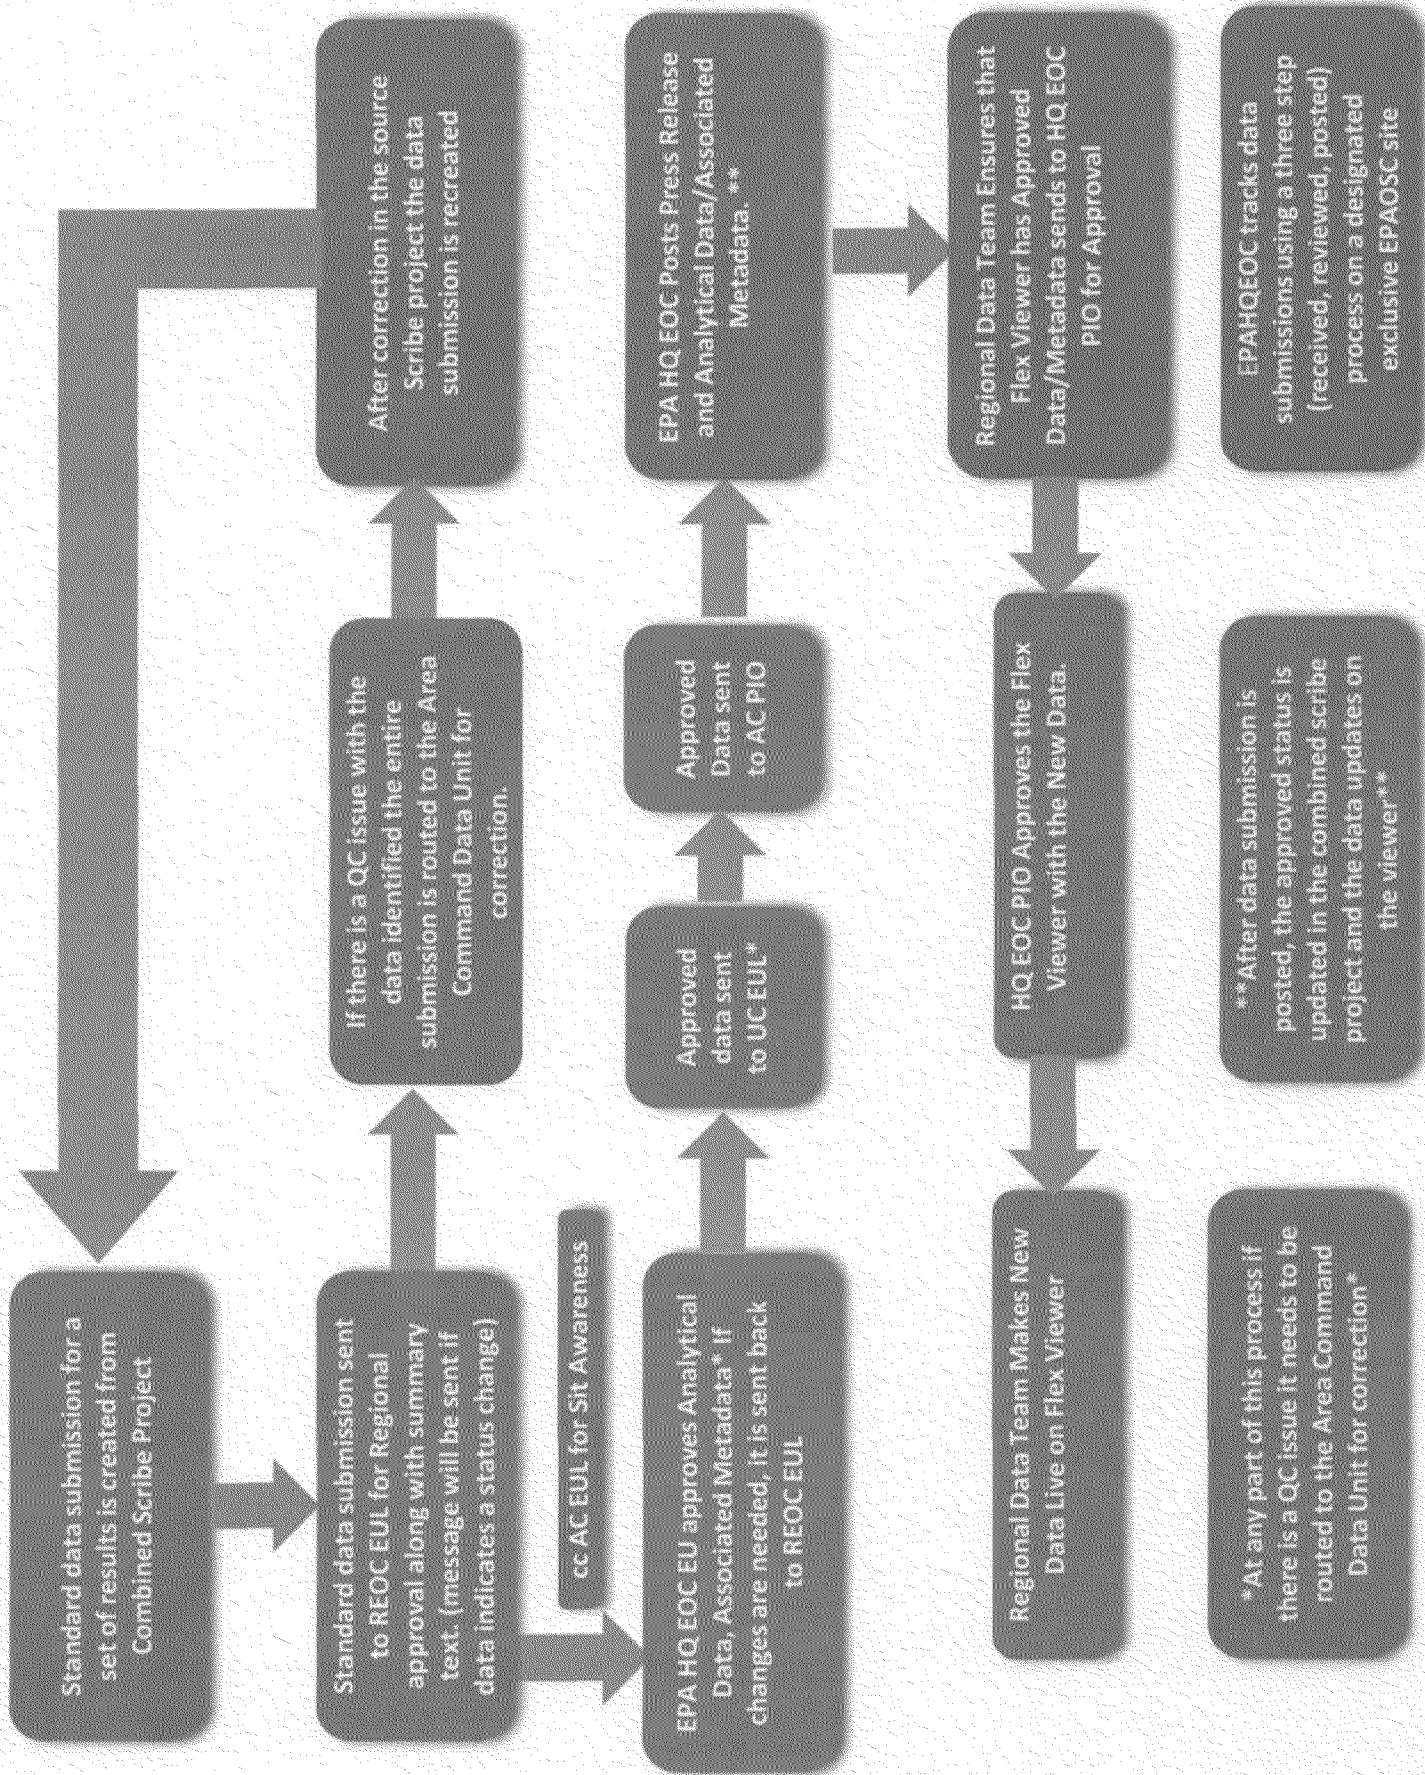 Standard data submission for a
set of results is created from
Combined Scribe Project
Standard data submission sent
to REOC EUL for Regional
approval along with summary
text. (message will be sent if
data indicates a status change)
If there is a QC issue with the
data identified the entire
submission is routed to the Area
Command Data Unit for
correction.
After correction in the source
Scribe project the data
submission is recreated
cc AC EUL for Sit Awareness
EPA HQ EOC EU approves Analytical
Data, Associated Metadata* If
changes are needed, it is sent back
to REOC EUL
Approved
data sent
to UC EUL*
Approved
Data sent
to AC PIO
EPA HQ EOC Posts Press Release
and Analytical Data/Associated
Metadata. **
Regional Data Team Ensures that
Flex Viewer has Approved
Data/Metadata sends to HQ EOC
PIO for Approval
HQ EOC PIO Approves the Flex
Viewer with the New Data.
Regional Data Team Makes New
Data Live on Flex Viewer
*At any part of this process if
there is a QC issue it needs to be
routed to the Area Command
Data Unit for correction*
**After data submission is
posted, the approved status is
updated in the combined scribe
project and the data updates on
the viewer**
EPAHQEOC tracks data
submissions using a three step
(received, reviewed, posted)
process on a designated
exclusive EPAOSC site